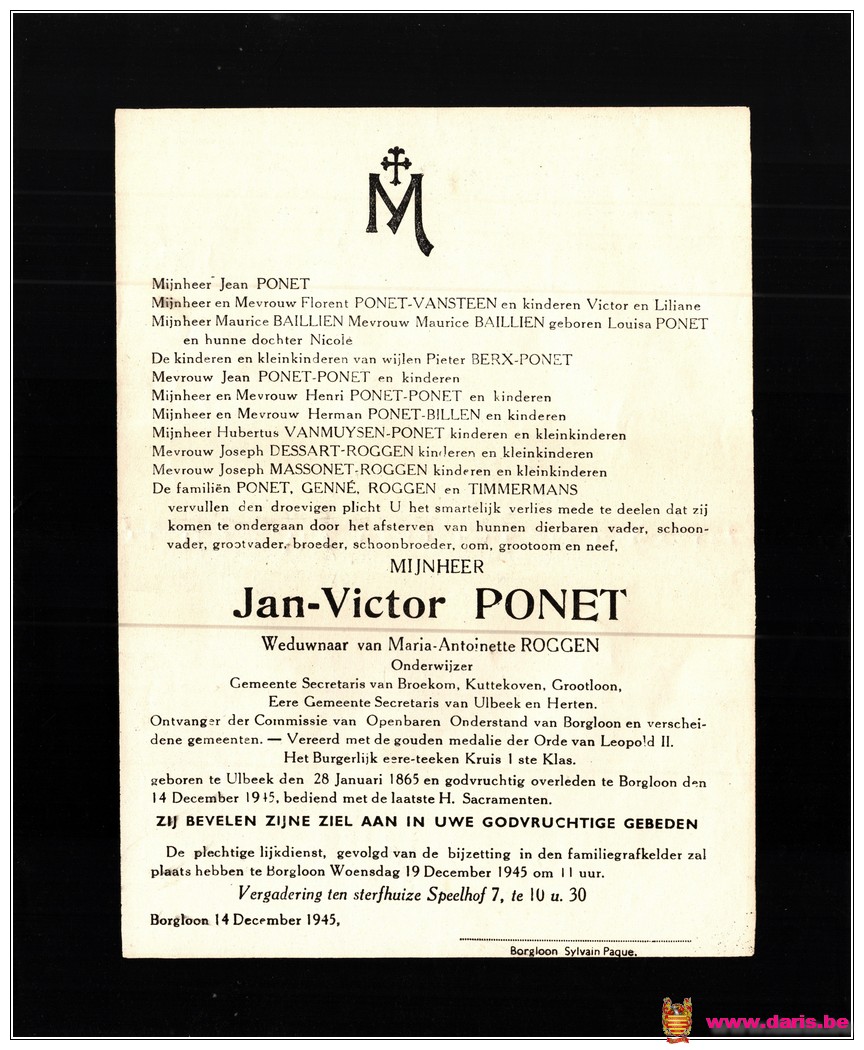 M
Mijnheer Jean PONET
Mijnheer en Mevrouw Florent PONET-VANSTEEN en kinderen Victor en Liliane
Mijnheer Maurice BAILLIEN Mevrouw Maurice BAILLIEN geboren Louisa PONET
en hunne dochter Nicole
De kinderen en kleinkinderen van wijlen Pieter BERX-PONET
Mevrouw Jean PONET-PONET en kinderen
Mijnheer en Mevrouw Henri PONET-PONET en kinderen
Mijnheer en Mevrouw Herman PONET-BILLEN en kinderen
Mijnheer Hubertus VANMUYSEN-PONET kinderen en kleinkinderen
Mevrouw Joseph DESSART-ROGGEN kinderen en kleinkinderen
Mevrouw Joseph MASSONET-ROGGEN kinderen en kleinkinderen
De familiën PONET, GENNÉ, ROGGEN en TIMMERMANS
vervullen den droevigen plicht U het smartelijk verlies mede te deelen dat zij
komen te ondergaan door het afsterven van hunnen dierbaren vader, schoon-
vader, grootvader, broeder, schoonbroeder, oom, grootoom en neef,
MIJNHEER
Jan-Victor PONET
Weduwnaar van Maria-Antoinette ROGGEN
Onderwijzer
Gemeente Secretaris van Broekom, Kuttekoven, Grootloon,
Eere Gemeente Secretaris van Ulbeek en Herten.
Ontvanger der Commissie van Openbaren Onderstand van Borgloon en verschei-
dene gemeenten. — Vereerd met de gouden medalie der Orde van Leopold II.
Het Burgerlijk eere-teeken Kruis 1 ste Klas.
geboren te Ulbeek den 28 Januari 1865 en godvruchtig overleden te Borgloon den
14 December 1945, bediend met de laatste H. Sacramenten.
ZIJ BEVELEN ZIJNE ZIEL AAN IN UWE GODVRUCHTIGE GEBEDEN
De plechtige lijkdienst, gevolgd van de bijzetting in den familiegrafkelder zal
plaats hebben te Borgloon Woensdag 19 December 1945 om 11 uur.
Vergadering ten sterfhuize Speelhof 7, te 10 u. 30
Borgloon 14 December 1945,
Borgloon Sylvain Paque.
www.daris.be